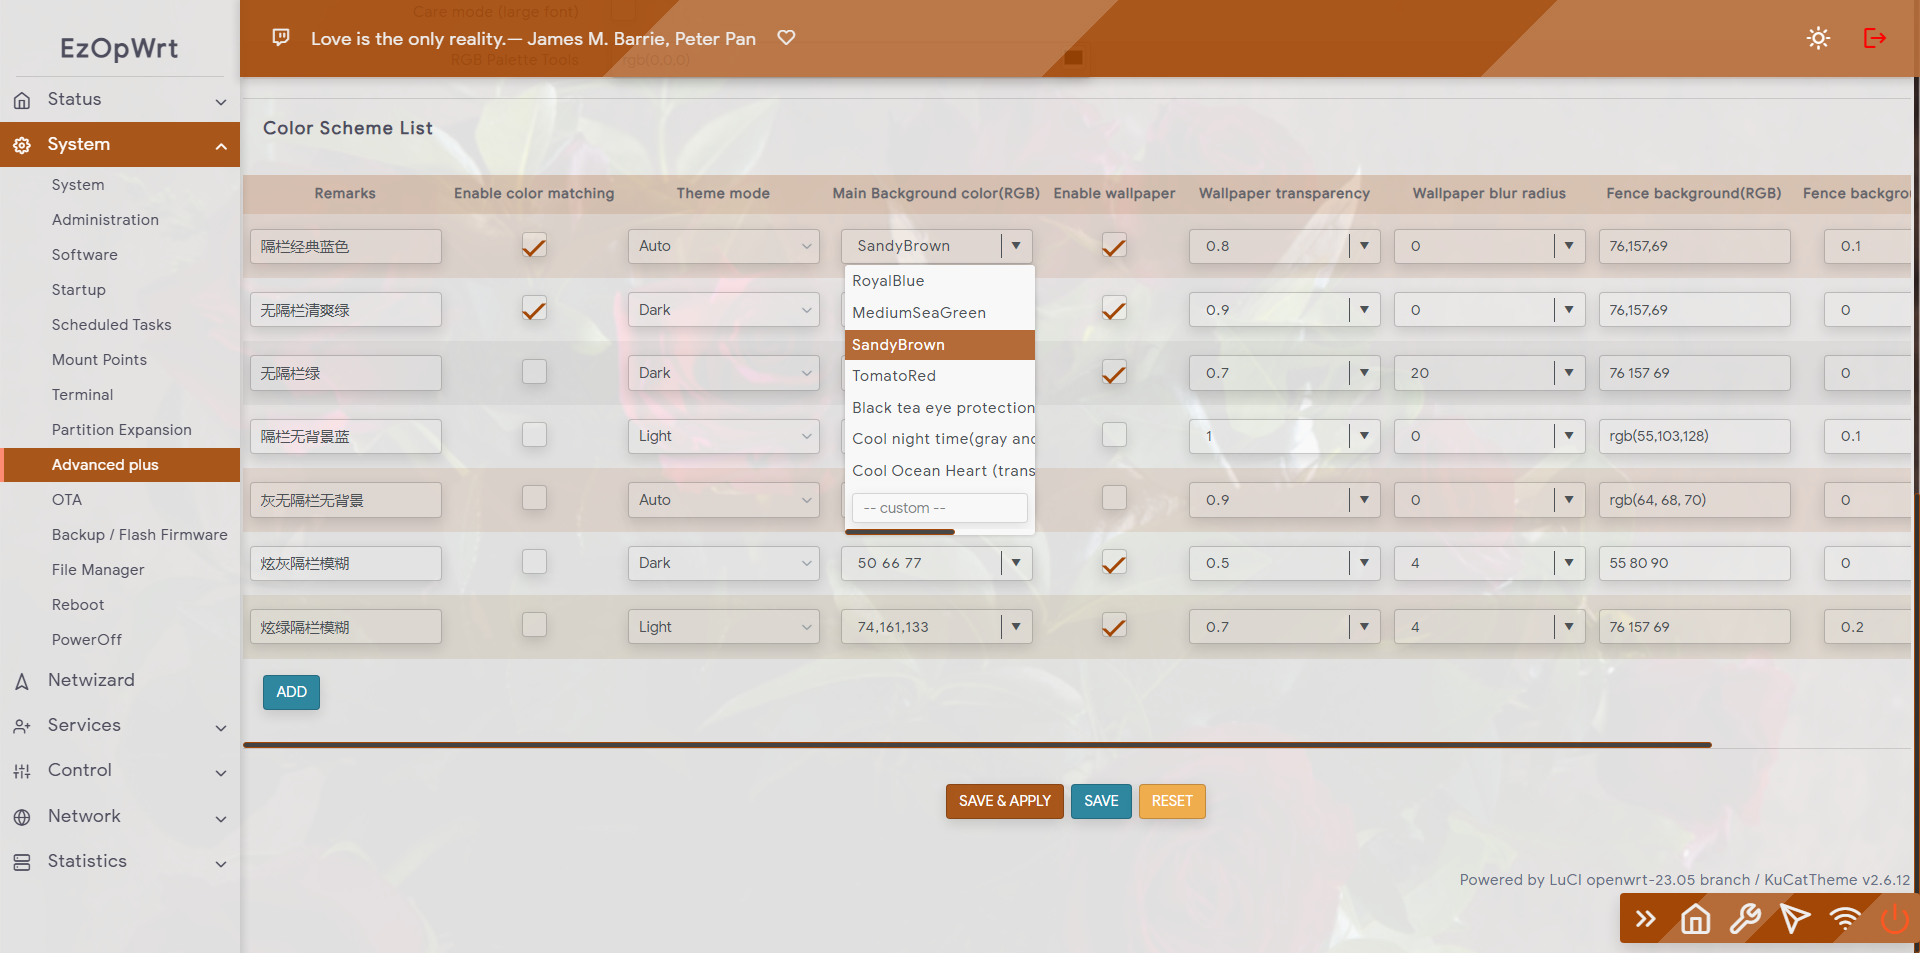 EzOpWrt
Care mode (large font)
Love is the only reality.— James M. Barrie, Peter Pan
RGB Palette Tools
rgb(0,0,0)
Status
System
System
Administration
Software
Startup
Scheduled Tasks
Mount Points
Terminal
Partition Expansion
Advanced plus
OTA
Backup / Flash Firmware
File Manager
Reboot
PowerOff
Netwizard
Services
Control
Network
Statistics
Color Scheme List
Remarks Enable color matching Theme mode Main Background color(RGB) Enable wallpaper Wallpaper transparency Wallpaper blur radius Fence background(RGB) Fence backgro
隔栏经典蓝色 Auto SandyBrown 0.8 0 76,157,69 0.1
无隔栏清爽绿 Dark 0.9 0 76,157,69 0
无隔栏绿 Dark 0.7 20 76 157 69 0
隔栏无背景蓝 Light 1 0 rgb(55,103,128) 0.1
灰无隔栏无背景 Auto 0.9 0 rgb(64, 68, 70) 0
炫灰隔栏模糊 Dark 50 66 77 0.5 4 55 80 90 0
炫绿隔栏模糊 Light 74,161,133 0.7 4 76 157 69 0.2
RoyalBlue
MediumSeaGreen
SandyBrown
TomatoRed
Black tea eye protection
Cool night time(gray and
Cool Ocean Heart (trans
-- custom --
ADD
SAVE & APPLY SAVE RESET
Powered by LuCI openwrt-23.05 branch / KuCatTheme v2.6.12